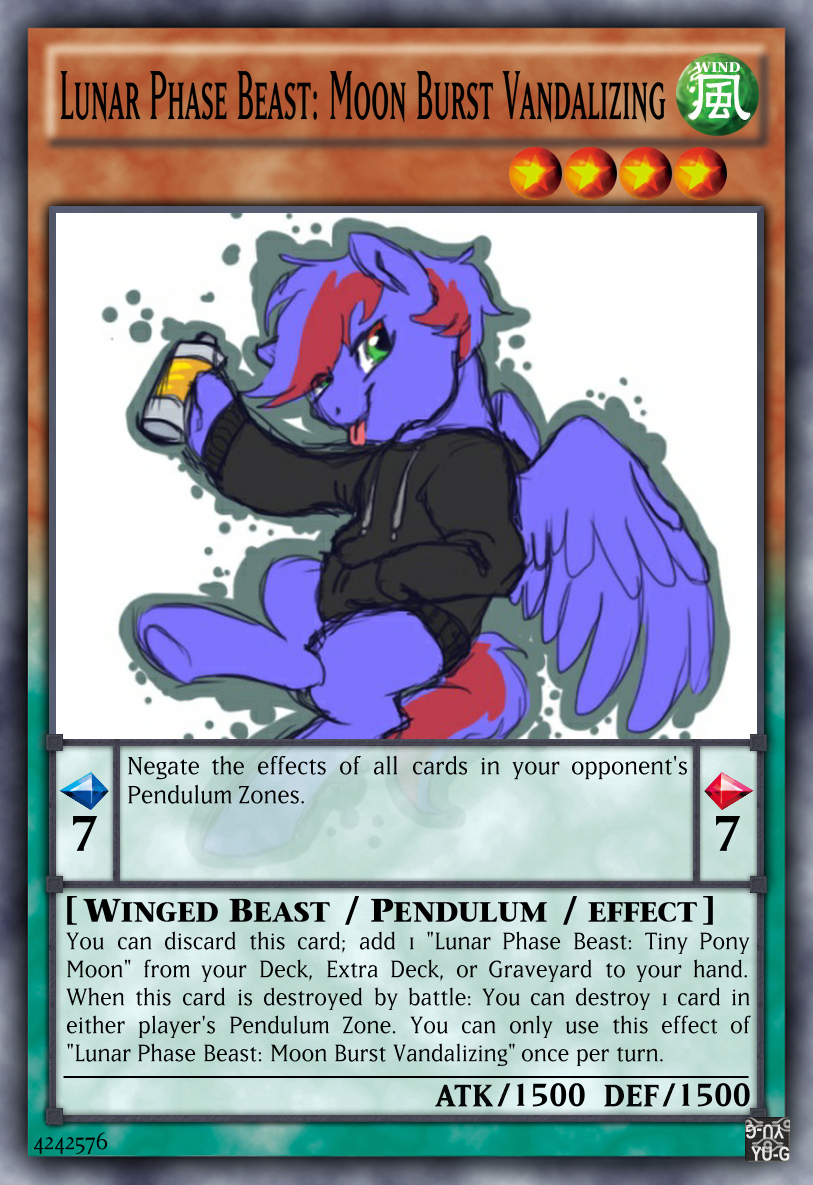 Lunar Phase Beast: Moon Burst Vandalizing
WIND
風
Negate the effects of all cards in your opponent's
Pendulum Zones.
7
7
[ Winged Beast / Pendulum / effect ]
You can discard this card; add 1 "Lunar Phase Beast: Tiny Pony
Moon" from your Deck, Extra Deck, or Graveyard to your hand.
When this card is destroyed by battle: You can destroy 1 card in
either player's Pendulum Zone. You can only use this effect of
"Lunar Phase Beast: Moon Burst Vandalizing" once per turn.
ATK/1500 DEF/1500
4242576
YU-G
YU-G